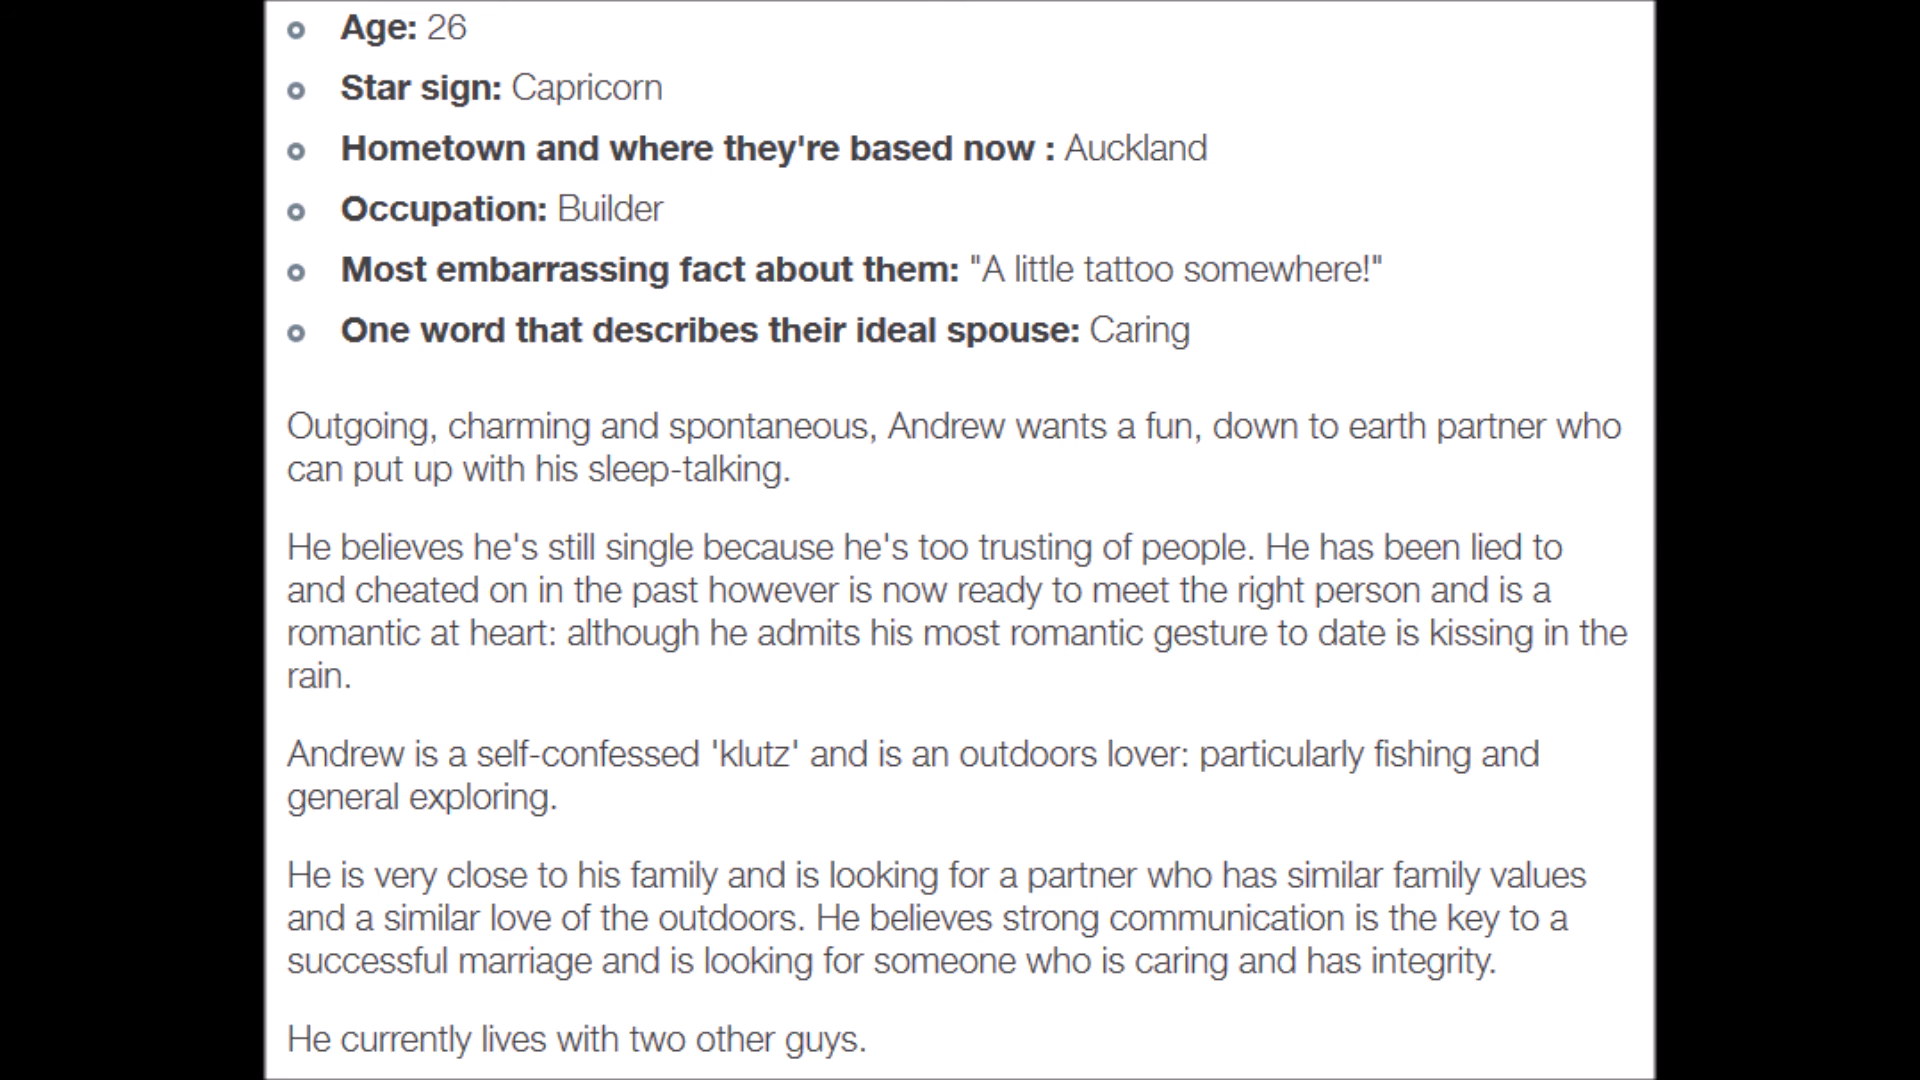 Age: 26
Star sign: Capricorn
Hometown and where they're based now : Auckland
Occupation: Builder
Most embarrassing fact about them: "A little tattoo somewhere!"
One word that describes their ideal spouse: Caring
Outgoing, charming and spontaneous, Andrew wants a fun, down to earth partner who
can put up with his sleep-talking.
He believes he's still single because he's too trusting of people. He has been lied to
and cheated on in the past however is now ready to meet the right person and is a
romantic at heart: although he admits his most romantic gesture to date is kissing in the
rain.
Andrew is a self-confessed 'klutz' and is an outdoors lover: particularly fishing and
general exploring.
He is very close to his family and is looking for a partner who has similar family values
and a similar love of the outdoors. He believes strong communication is the key to a
successful marriage and is looking for someone who is caring and has integrity.
He currently lives with two other guys.